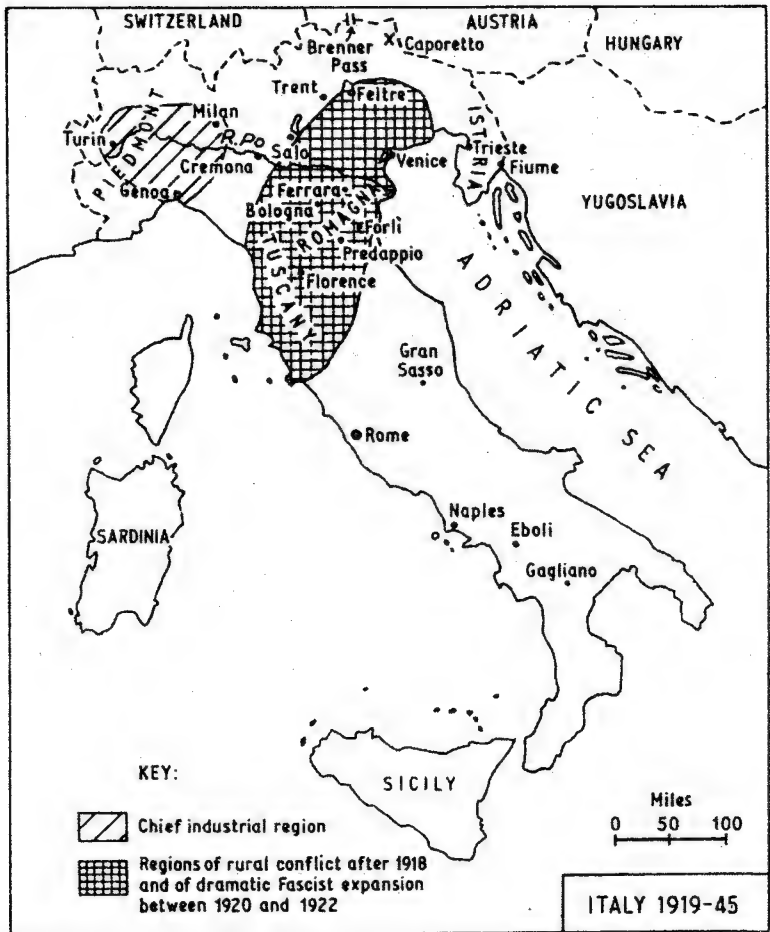 SWITZERLAND
AUSTRIA
Brenner
Pass
Caporetto
HUNGARY
Trent
Feltre
PIEDMONT
Milan
Turin
R. Po
Salo
ISTRIA
Trieste
Venice
Fiume
Cremona
Genoa
Ferrara
Bologna
ROMAGNA
Forlì
Predappio
TUSCANY
Florence
YUGOSLAVIA
ADRIATIC SEA
Gran
Sasso
Rome
Naples
Eboli
Gagliano
SARDINIA
SICILY
KEY:
Chief industrial region
Regions of rural conflict after 1918
and of dramatic Fascist expansion
between 1920 and 1922
Miles
0 50 100
ITALY 1919-45